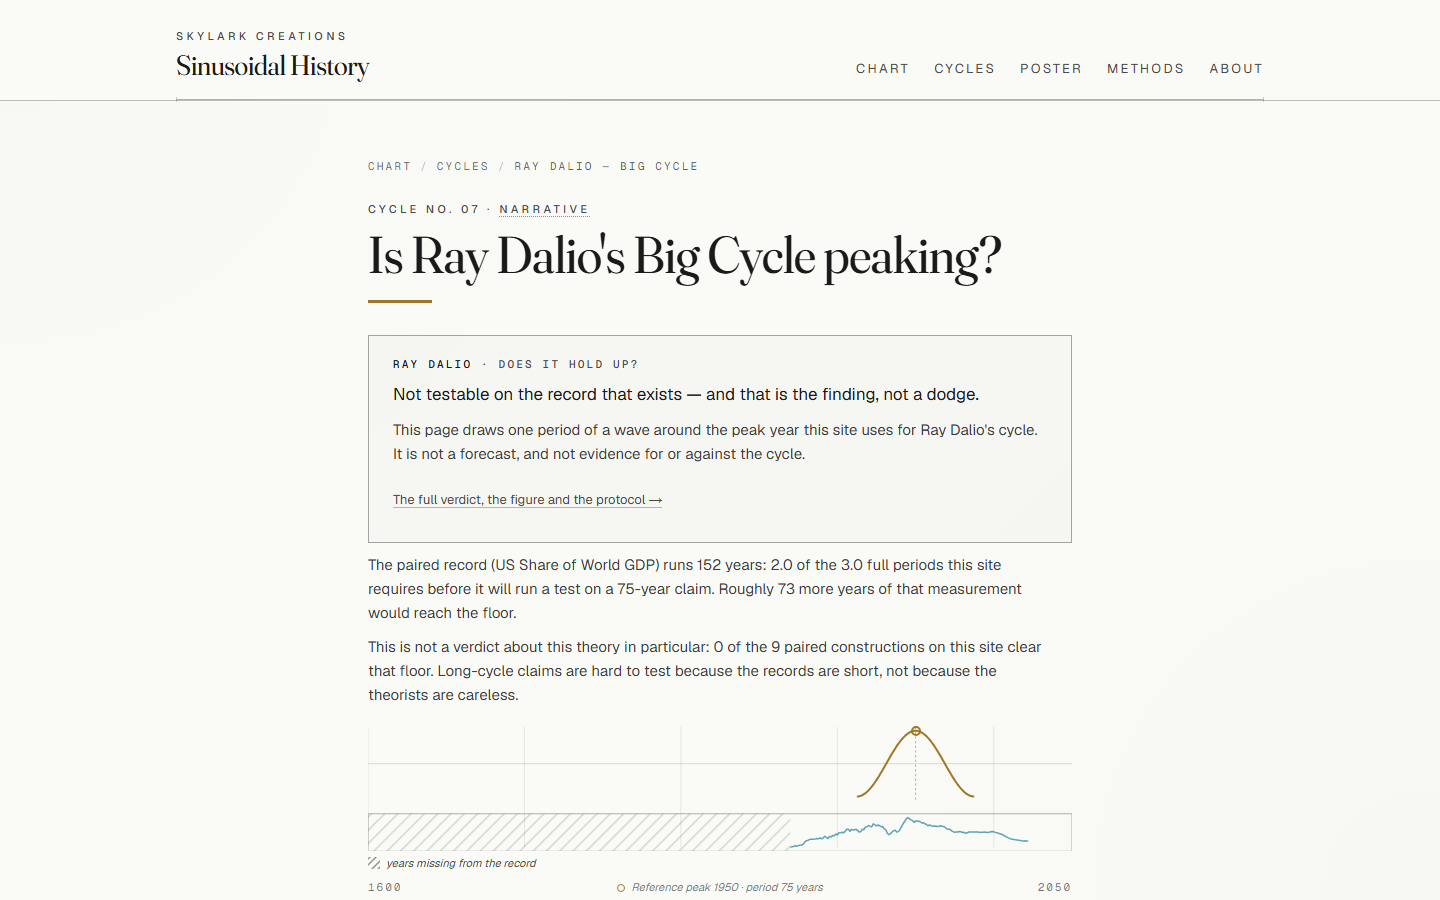 SKYLARK CREATIONS
Sinusoidal History
CHART CYCLES POSTER METHODS ABOUT
CHART / CYCLES / RAY DALIO — BIG CYCLE
CYCLE NO. 07 · NARRATIVE
Is Ray Dalio's Big Cycle peaking?
RAY DALIO · DOES IT HOLD UP?
Not testable on the record that exists — and that is the finding, not a dodge.
This page draws one period of a wave around the peak year this site uses for Ray Dalio's cycle.
It is not a forecast, and not evidence for or against the cycle.
The full verdict, the figure and the protocol →
The paired record (US Share of World GDP) runs 152 years: 2.0 of the 3.0 full periods this site
requires before it will run a test on a 75-year claim. Roughly 73 more years of that measurement
would reach the floor.
This is not a verdict about this theory in particular: 0 of the 9 paired constructions on this site clear
that floor. Long-cycle claims are hard to test because the records are short, not because the
theorists are careless.
years missing from the record
1600 Reference peak 1950 · period 75 years 2050